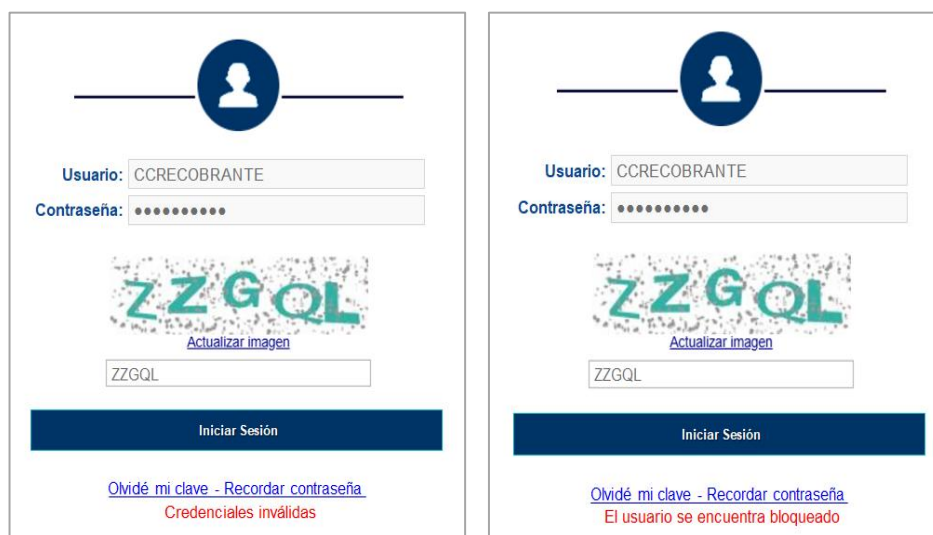 Usuario: CCRECOBRANTE
Contraseña: ●●●●●●●●●●
ZZGQL
Actualizar imagen
ZZGQL
Iniciar Sesión
Olvidé mi clave - Recordar contraseña
Credenciales inválidas
Usuario: CCRECOBRANTE
Contraseña: ●●●●●●●●●●
ZZGQL
Actualizar imagen
ZZGQL
Iniciar Sesión
Olvidé mi clave - Recordar contraseña
El usuario se encuentra bloqueado